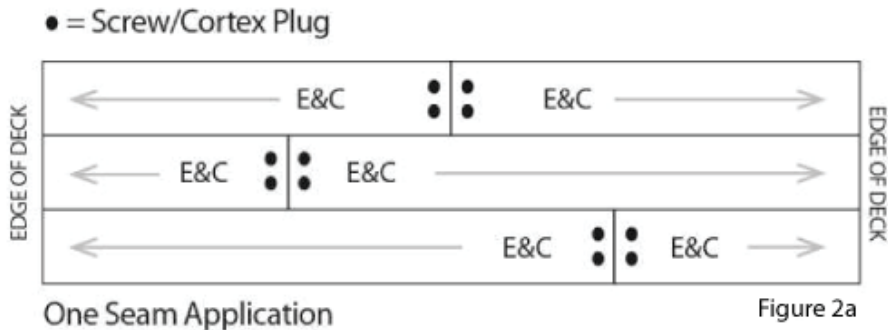 • = Screw/Cortex Plug
EDGE OF DECK
E&C E&C
E&C E&C
E&C E&C
EDGE OF DECK
One Seam Application
Figure 2a